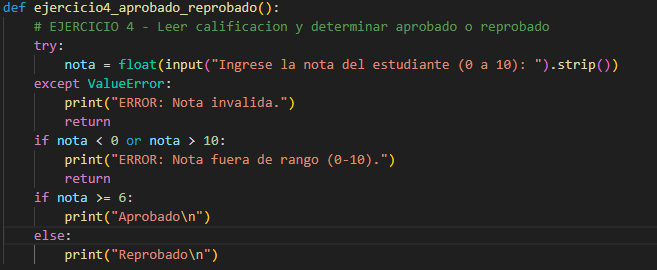 def ejercicio4_aprobado_reprobado():
    # EJERCICIO 4 - Leer calificacion y determinar aprobado o reprobado
    try:
        nota = float(input("Ingrese la nota del estudiante (0 a 10): ").strip())
    except ValueError:
        print("ERROR: Nota invalida.")
        return
    if nota < 0 or nota > 10:
        print("ERROR: Nota fuera de rango (0-10).")
        return
    if nota >= 6:
        print("Aprobado\n")
    else:
        print("Reprobado\n")